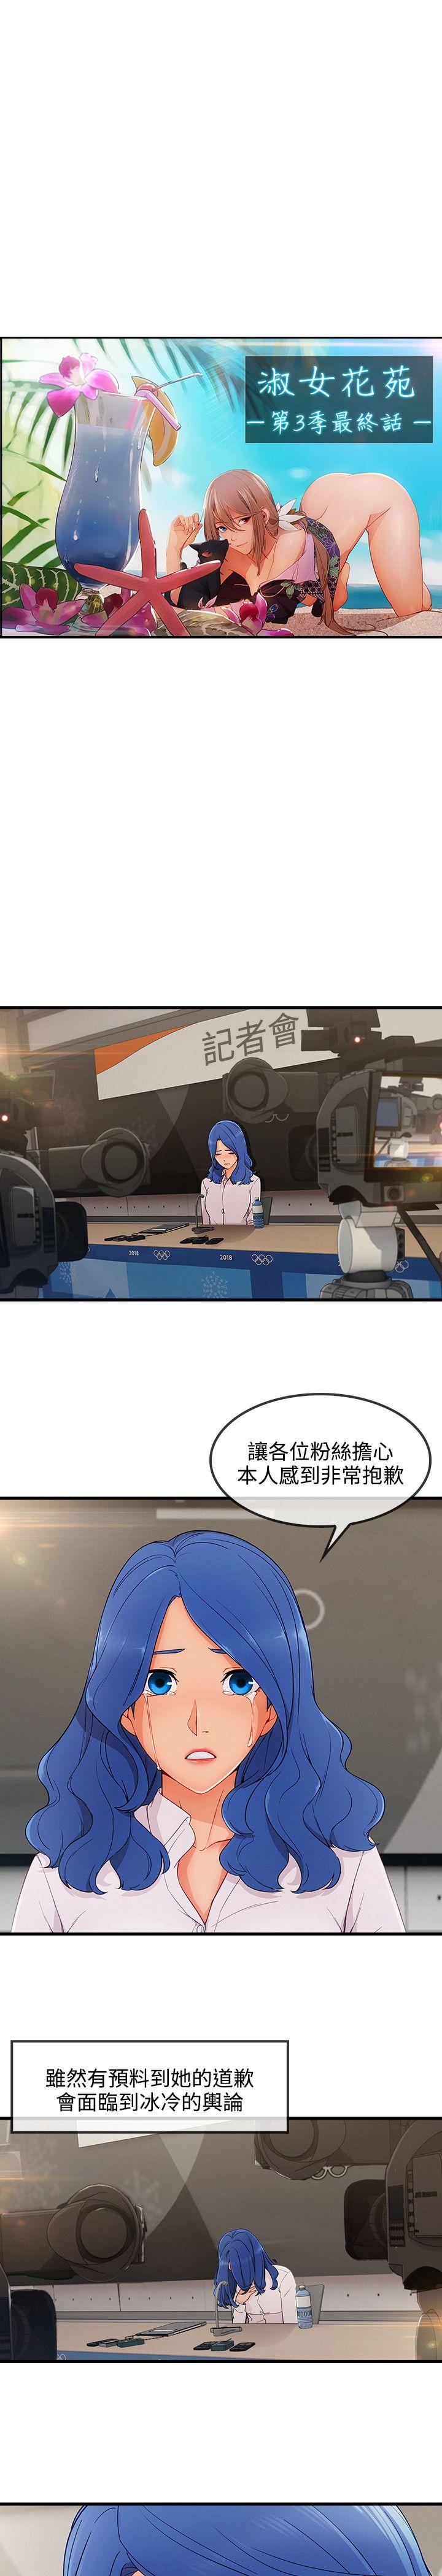 淑女花苑
－第3季最終話－
記者會
2018
2018
讓各位粉絲擔心
本人感到非常抱歉
雖然有預料到她的道歉
會面臨到冰冷的輿論